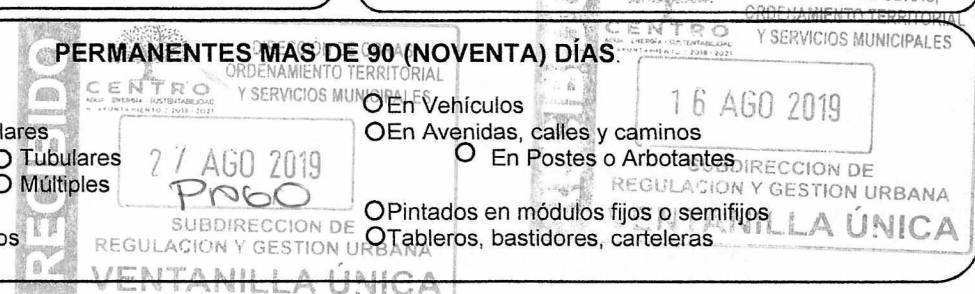 ORDENAMIENTO TERRITORIAL
Y SERVICIOS MUNICIPALES
CENTRO
PERMANENTES MAS DE 90 (NOVENTA) DÍAS.
ORDENAMIENTO TERRITORIAL
CENTRO
Y SERVICIOS MUNICIPALES
En Vehículos
16 AGO 2019
lares
En Avenidas, calles y caminos
Tubulares
En Postes o Arbotantes
27 AGO 2019
Múltiples
PAGO
SUBDIRECCION DE
REGULACION Y GESTION URBANA
Pintados en módulos fijos o semifijos
VENTANILLA ÚNICA
SUBDIRECCION DE
os
Tableros, bastidores, carteleras
REGULACION Y GESTION URBANA
VENTANILLA ÚNICA
RECIBIDO